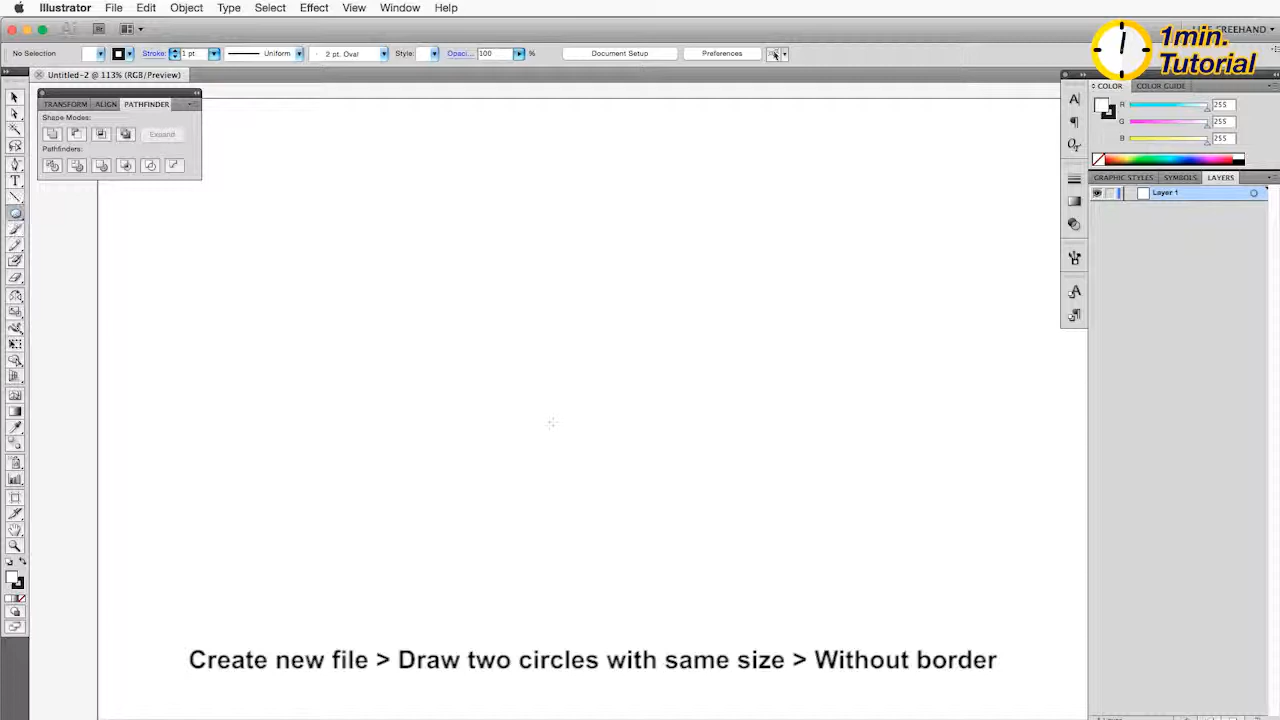 Illustrator File Edit Object Type Select Effect View Window Help
Br
FREEHAND
No Selection Stroke: 1 pt Uniform 2 pt. Oval Style: Opaci... 100 % Document Setup Preferences
1min.
Tutorial
Untitled-2 @ 113% (RGB/Preview)
TRANSFORM ALIGN PATHFINDER
Shape Modes:
Expand
Pathfinders:
COLOR COLOR GUIDE
R 255
G 255
B 255
GRAPHIC STYLES SYMBOLS LAYERS
Layer 1
Create new file > Draw two circles with same size > Without border